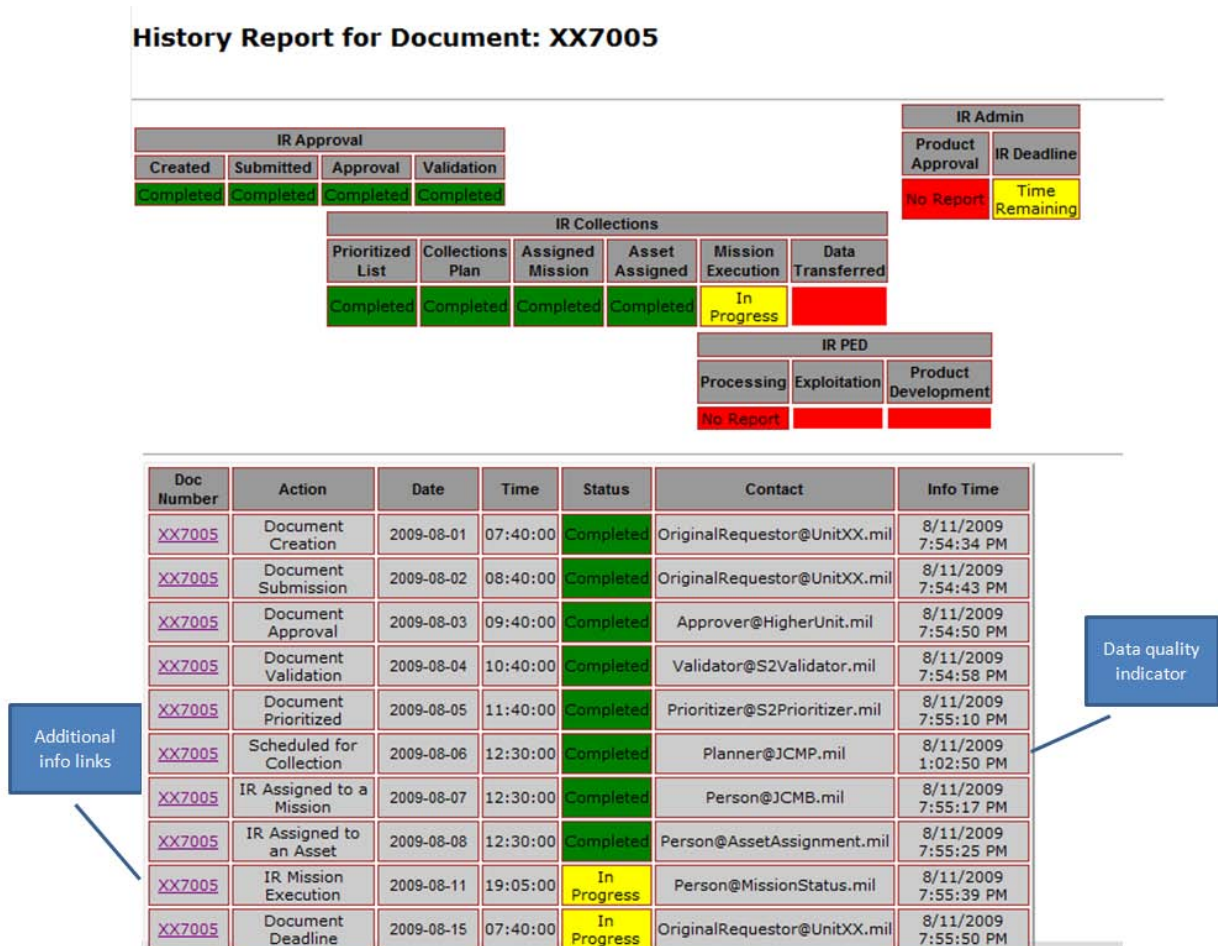 History Report for Document: XX7005
IR Admin
IR Approval
Product Approval IR Deadline
Created Submitted Approval Validation
Completed Completed Completed Completed
No Report Time Remaining
IR Collections
Prioritized List Collections Plan Assigned Mission Asset Assigned Mission Execution Data Transferred
Completed Completed Completed Completed In Progress
IR PED
Processing Exploitation Product Development
No Report
Doc Number Action Date Time Status Contact Info Time
XX7005 Document Creation 2009-08-01 07:40:00 Completed OriginalRequestor@UnitXX.mil 8/11/2009 7:54:34 PM
XX7005 Document Submission 2009-08-02 08:40:00 Completed OriginalRequestor@UnitXX.mil 8/11/2009 7:54:43 PM
XX7005 Document Approval 2009-08-03 09:40:00 Completed Approver@HigherUnit.mil 8/11/2009 7:54:50 PM
XX7005 Document Validation 2009-08-04 10:40:00 Completed Validator@S2Validator.mil 8/11/2009 7:54:58 PM
XX7005 Document Prioritized 2009-08-05 11:40:00 Completed Prioritizer@S2Prioritizer.mil 8/11/2009 7:55:10 PM
XX7005 Scheduled for Collection 2009-08-06 12:30:00 Completed Planner@JCMP.mil 8/11/2009 1:02:50 PM
XX7005 IR Assigned to a Mission 2009-08-07 12:30:00 Completed Person@JCMB.mil 8/11/2009 7:55:17 PM
XX7005 IR Assigned to an Asset 2009-08-08 12:30:00 Completed Person@AssetAssignment.mil 8/11/2009 7:55:25 PM
XX7005 IR Mission Execution 2009-08-11 19:05:00 In Progress Person@MissionStatus.mil 8/11/2009 7:55:39 PM
XX7005 Document Deadline 2009-08-15 07:40:00 In Progress OriginalRequestor@UnitXX.mil 8/11/2009 7:55:50 PM
Data quality indicator
Additional info links